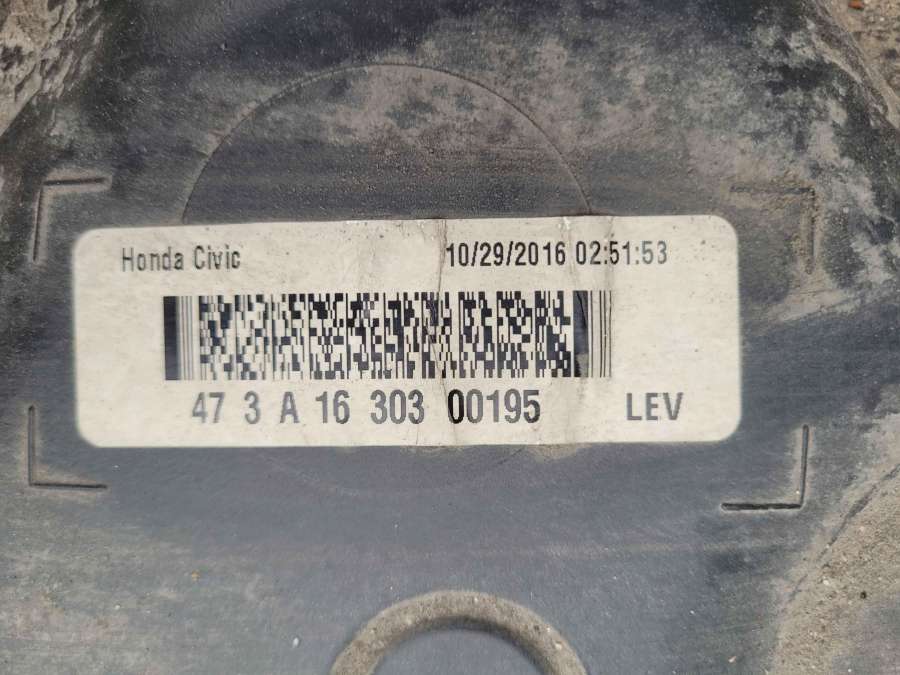 Honda Civic 10/29/2016 02:51:53
47 3 A 16 303 00195 LEV